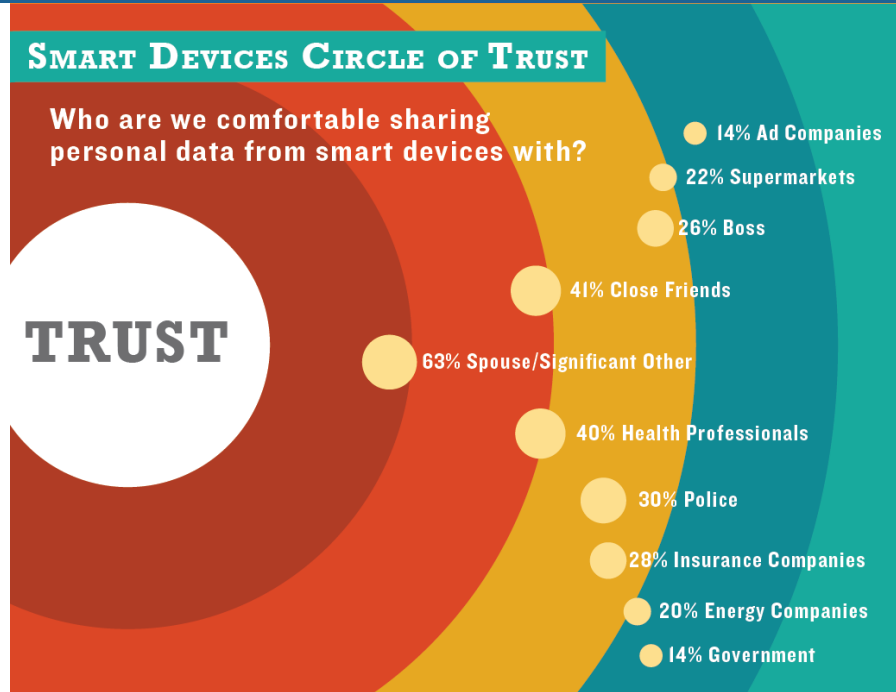 Smart Devices Circle of Trust
Who are we comfortable sharing
personal data from smart devices with?
14% Ad Companies
22% Supermarkets
26% Boss
41% Close Friends
TRUST
63% Spouse/Significant Other
40% Health Professionals
30% Police
28% Insurance Companies
20% Energy Companies
14% Government